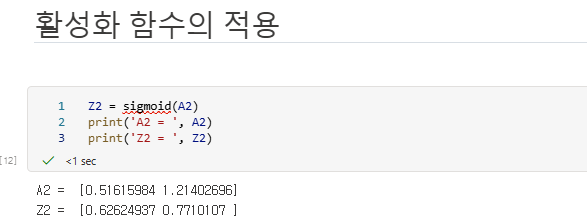 활성화 함수의 적용
1 Z2 = sigmoid(A2)
2 print('A2 = ', A2)
3 print('Z2 = ', Z2)
[12] ✓ <1 sec
A2 =  [0.51615984 1.21402696]
Z2 =  [0.62624937 0.7710107 ]